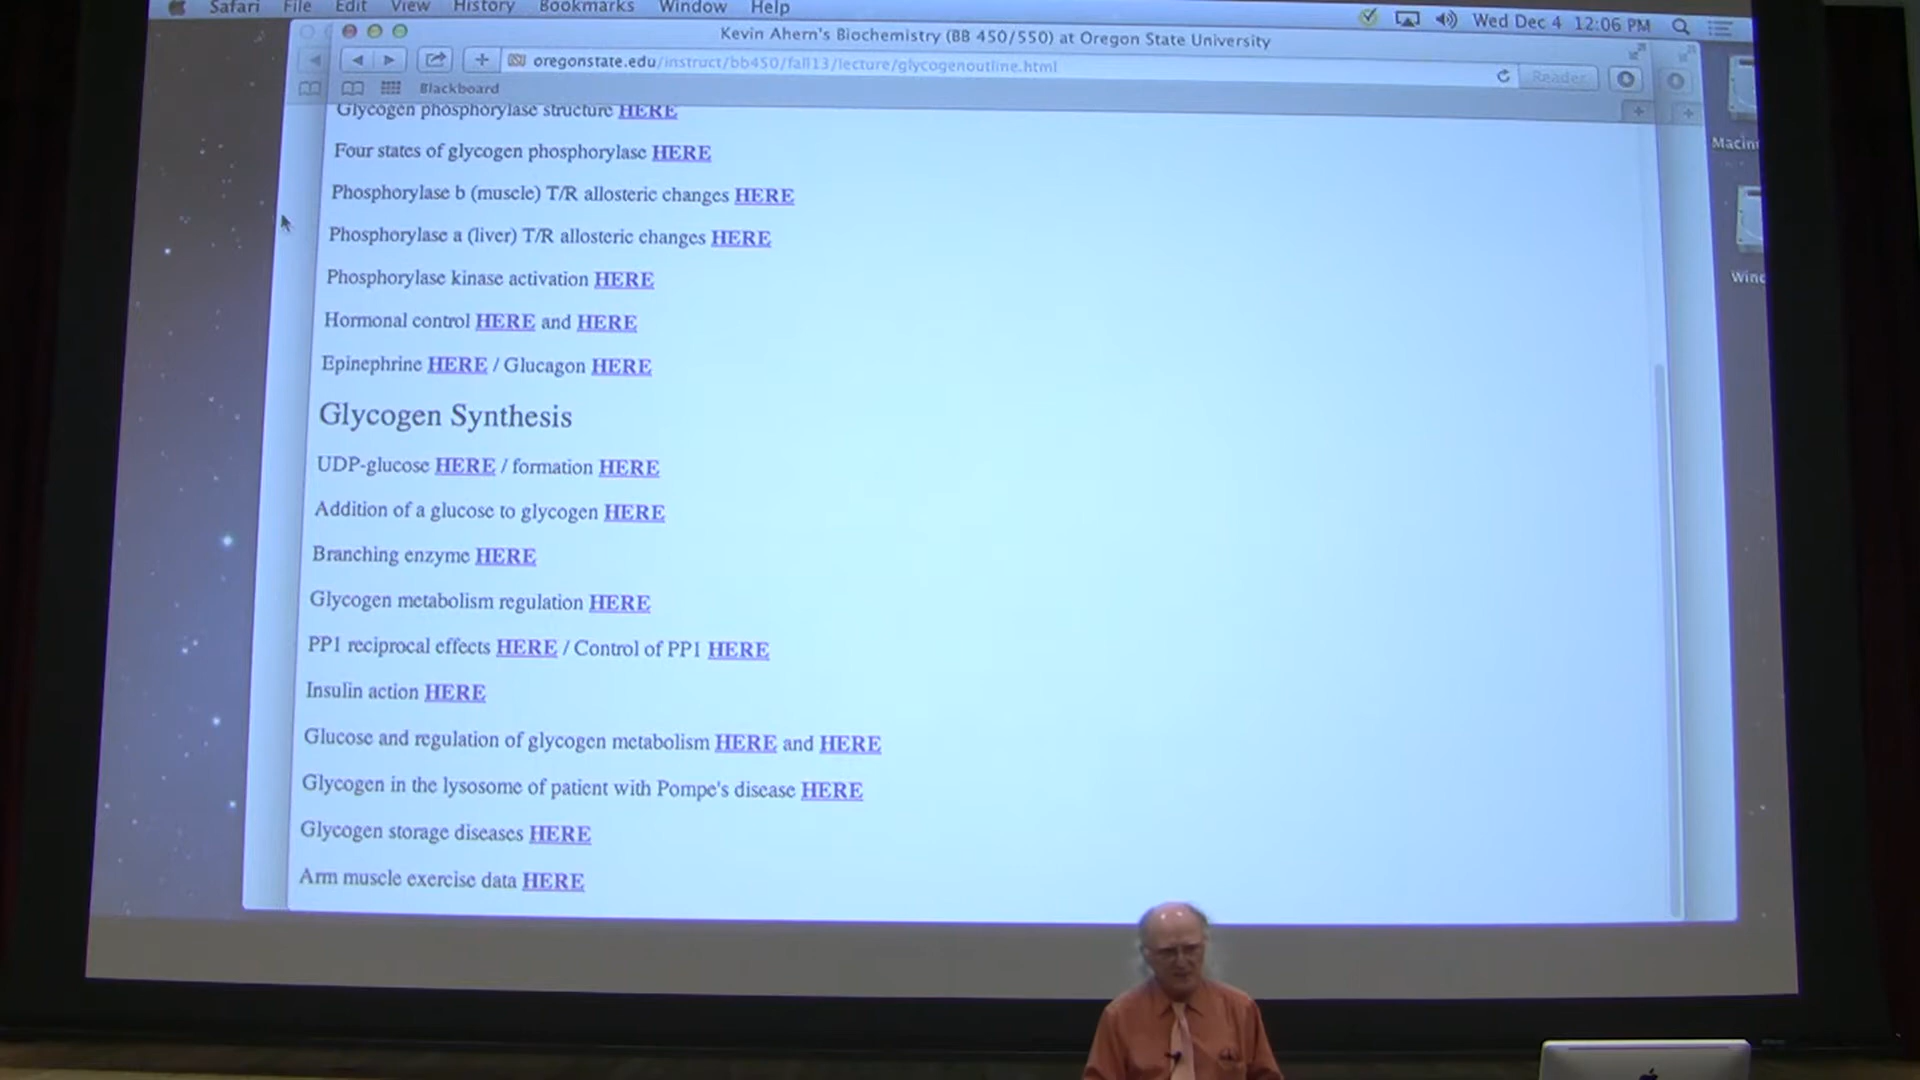 Safari File Edit View History Bookmarks Window Help Wed Dec 4 12:06 PM
Kevin Ahern's Biochemistry (BB 450/550) at Oregon State University
oregonstate.edu/instruct/bb450/fall13/lecture/glycogenoutline.html Reader
Blackboard
Glycogen phosphorylase structure HERE
Four states of glycogen phosphorylase HERE
Phosphorylase b (muscle) T/R allosteric changes HERE
Phosphorylase a (liver) T/R allosteric changes HERE
Phosphorylase kinase activation HERE
Hormonal control HERE and HERE
Epinephrine HERE / Glucagon HERE
Glycogen Synthesis
UDP-glucose HERE / formation HERE
Addition of a glucose to glycogen HERE
Branching enzyme HERE
Glycogen metabolism regulation HERE
PP1 reciprocal effects HERE / Control of PP1 HERE
Insulin action HERE
Glucose and regulation of glycogen metabolism HERE and HERE
Glycogen in the lysosome of patient with Pompe's disease HERE
Glycogen storage diseases HERE
Arm muscle exercise data HERE
Macin
Wind